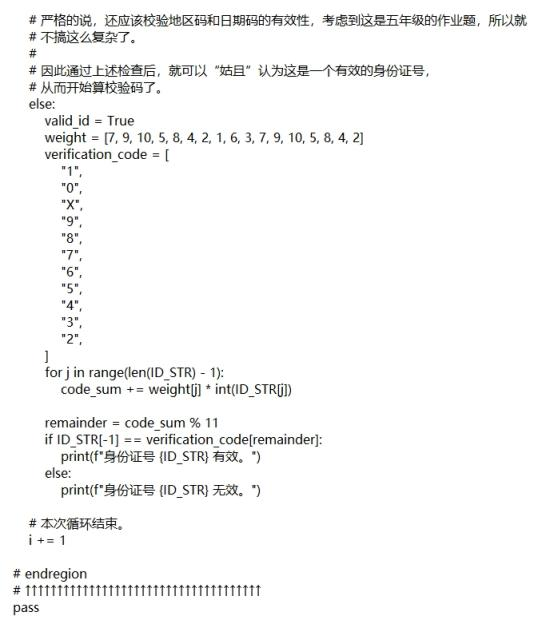 # 严格的说，还应该校验地区码和日期码的有效性，考虑到这是五年级的作业题，所以就
# 不搞这么复杂了。
#
# 因此通过上述检查后，就可以“姑且”认为这是一个有效的身份证号，
# 从而开始算校验码了。
else:
valid_id = True
weight = [7, 9, 10, 5, 8, 4, 2, 1, 6, 3, 7, 9, 10, 5, 8, 4, 2]
verification_code = [
"1",
"0",
"X",
"9",
"8",
"7",
"6",
"5",
"4",
"3",
"2",
]
for j in range(len(ID_STR) - 1):
code_sum += weight[j] * int(ID_STR[j])
remainder = code_sum % 11
if ID_STR[-1] == verification_code[remainder]:
print(f"身份证号 {ID_STR} 有效。")
else:
print(f"身份证号 {ID_STR} 无效。")
# 本次循环结束。
i += 1
# endregion
# ↑↑↑↑↑↑↑↑↑↑↑↑↑↑↑↑↑↑↑↑↑↑↑↑↑↑↑↑↑↑↑↑↑↑↑↑↑
pass